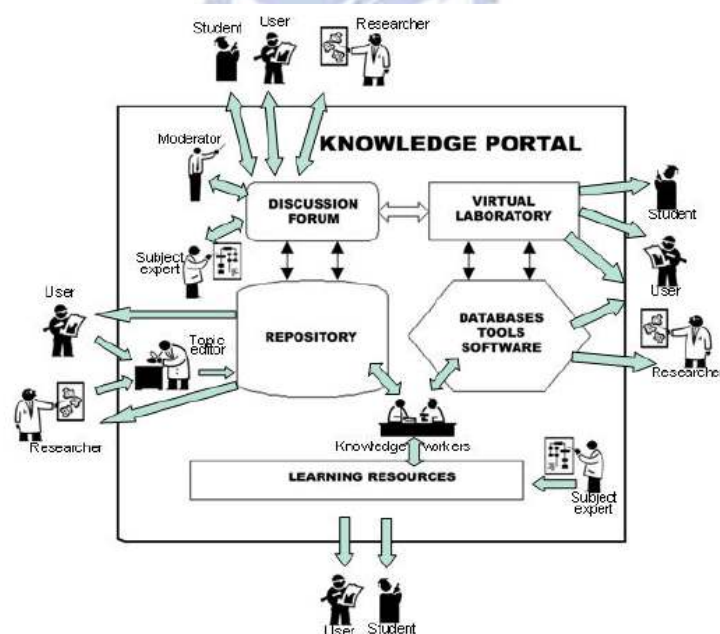 Student
User
Researcher
KNOWLEDGE PORTAL
Moderator
DISCUSSION
FORUM
VIRTUAL
LABORATORY
Student
Subject
expert
User
User
REPOSITORY
DATABASES
TOOLS
SOFTWARE
Topic
editor
Researcher
Researcher
Knowledge workers
LEARNING RESOURCES
Subject
expert
User
Student